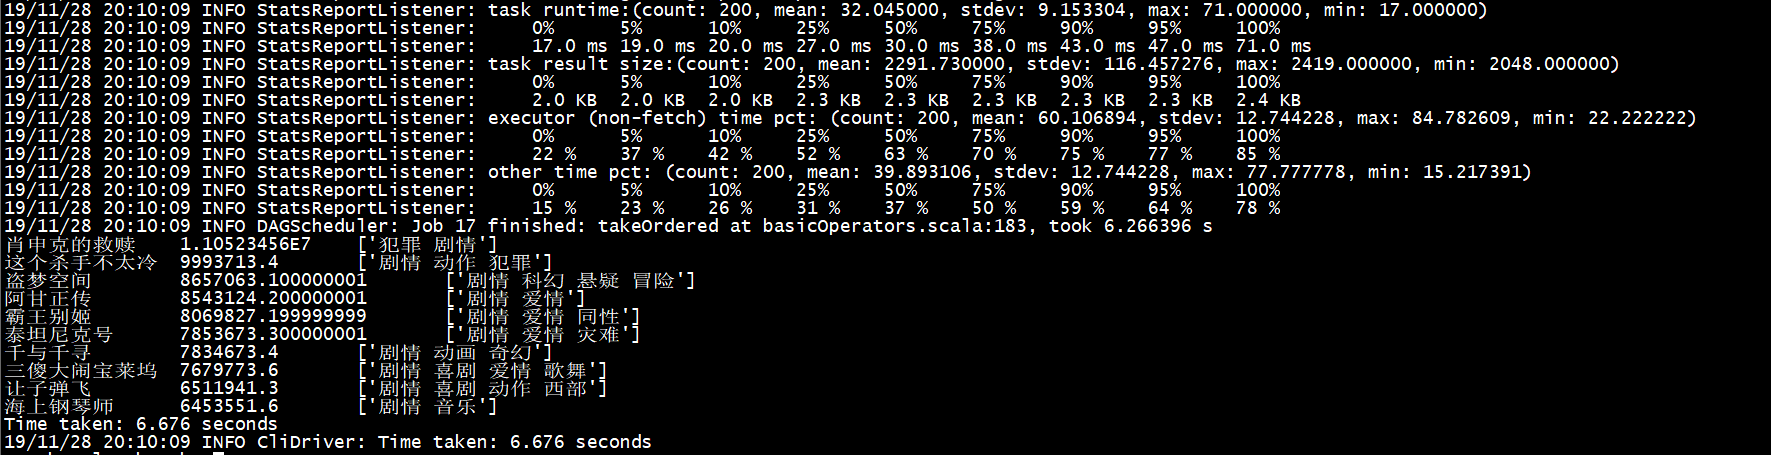 19/11/28 20:10:09 INFO StatsReportListener: task runtime:(count: 200, mean: 32.045000, stdev: 9.153304, max: 71.000000, min: 17.000000)
19/11/28 20:10:09 INFO StatsReportListener:     0%      5%      10%     25%     50%     75%     90%     95%     100%
19/11/28 20:10:09 INFO StatsReportListener:     17.0 ms 19.0 ms 20.0 ms 27.0 ms 30.0 ms 38.0 ms 43.0 ms 47.0 ms 71.0 ms
19/11/28 20:10:09 INFO StatsReportListener: task result size:(count: 200, mean: 2291.730000, stdev: 116.457276, max: 2419.000000, min: 2048.000000)
19/11/28 20:10:09 INFO StatsReportListener:     0%      5%      10%     25%     50%     75%     90%     95%     100%
19/11/28 20:10:09 INFO StatsReportListener:     2.0 KB  2.0 KB  2.0 KB  2.3 KB  2.3 KB  2.3 KB  2.3 KB  2.3 KB  2.4 KB
19/11/28 20:10:09 INFO StatsReportListener: executor (non-fetch) time pct: (count: 200, mean: 60.106894, stdev: 12.744228, max: 84.782609, min: 22.222222)
19/11/28 20:10:09 INFO StatsReportListener:     0%      5%      10%     25%     50%     75%     90%     95%     100%
19/11/28 20:10:09 INFO StatsReportListener:     22 %    37 %    42 %    52 %    63 %    70 %    75 %    77 %    85 %
19/11/28 20:10:09 INFO StatsReportListener: other time pct: (count: 200, mean: 39.893106, stdev: 12.744228, max: 77.777778, min: 15.217391)
19/11/28 20:10:09 INFO StatsReportListener:     0%      5%      10%     25%     50%     75%     90%     95%     100%
19/11/28 20:10:09 INFO StatsReportListener:     15 %    23 %    26 %    31 %    37 %    50 %    59 %    64 %    78 %
19/11/28 20:10:09 INFO DAGScheduler: Job 17 finished: takeOrdered at basicOperators.scala:183, took 6.266396 s
肖申克的救赎    1.10523456E7    ['犯罪 剧情']
这个杀手不太冷  9993713.4       ['剧情 动作 犯罪']
盗梦空间        8657063.100000001       ['剧情 科幻 悬疑 冒险']
阿甘正传        8543124.200000001       ['剧情 爱情']
霸王别姬        8069827.199999999       ['剧情 爱情 同性']
泰坦尼克号      7853673.300000001       ['剧情 爱情 灾难']
千与千寻        7834673.4       ['剧情 动画 奇幻']
三傻大闹宝莱坞  7679773.6       ['剧情 喜剧 爱情 歌舞']
让子弹飞        6511941.3       ['剧情 喜剧 动作 西部']
海上钢琴师      6453551.6       ['剧情 音乐']
Time taken: 6.676 seconds
19/11/28 20:10:09 INFO CliDriver: Time taken: 6.676 seconds